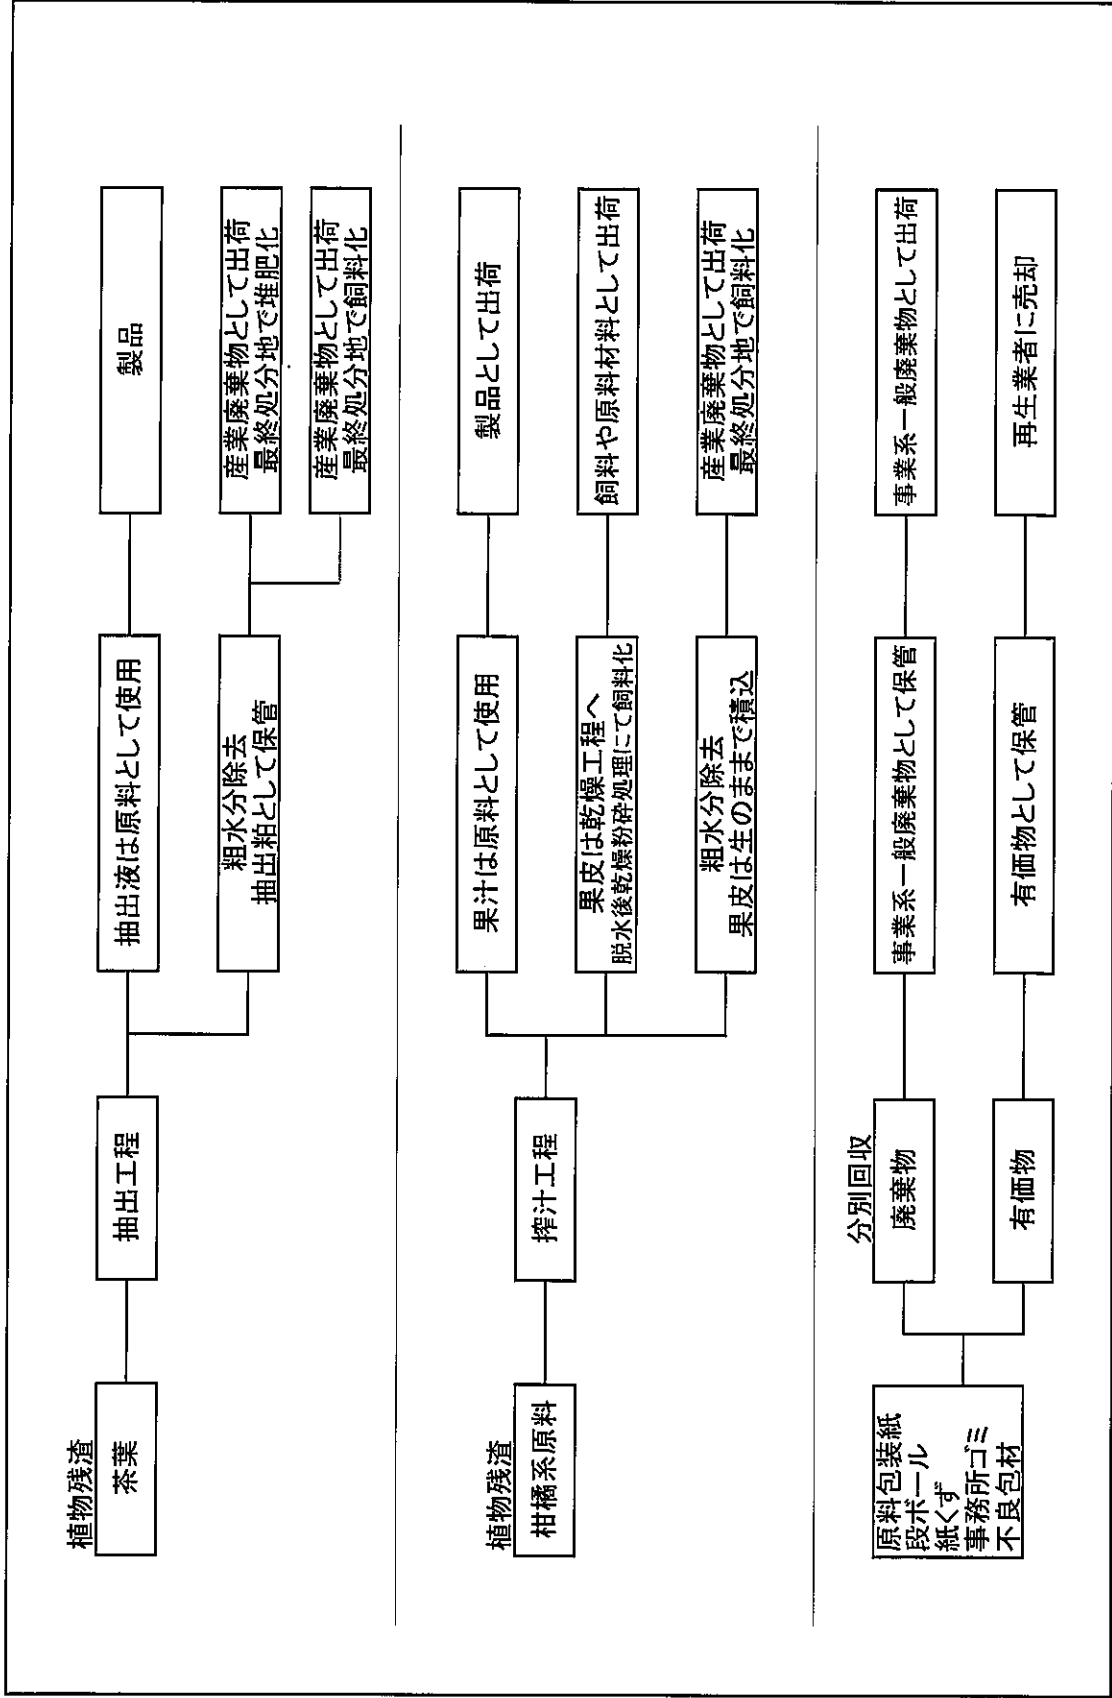 植物残渣
茶葉
抽出工程
抽出液は原料として使用
製品
粗水分除去
抽出粕として保管
産業廃棄物として出荷
最終処分地で堆肥化
産業廃棄物として出荷
最終処分地で飼料化
植物残渣
柑橘系原料
搾汁工程
果汁は原料として使用
製品として出荷
果皮は乾燥工程へ
脱水後乾燥粉砕処理にて飼料化
飼料や原料材料として出荷
粗水分除去
果皮は生のままで積込
産業廃棄物として出荷
最終処分地で飼料化
原料包装紙
段ボール
紙くず
事務所ゴミ
不良包材
分別回収
廃棄物
事業系一般廃棄物として保管
事業系一般廃棄物として出荷
有価物
有価物として保管
再生業者に売却